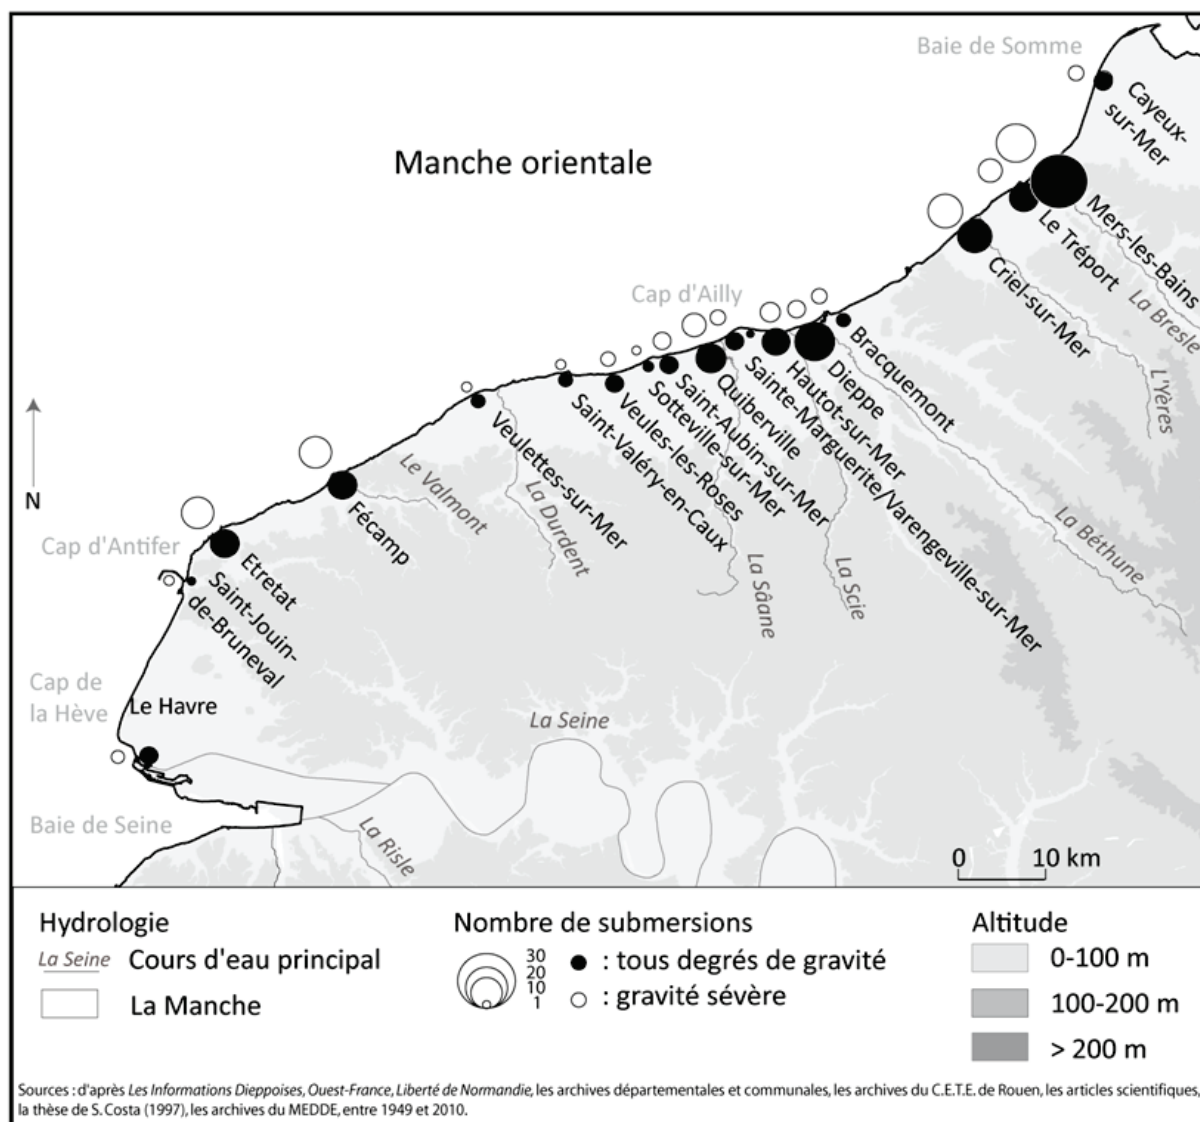 Baie de Somme
Cayeux-
sur-Mer
Manche orientale
Mers-les-Bains
Le Tréport
Criel-sur-Mer
La Bresle
L'Yères
Cap d'Ailly
Bracquemont
Dieppe
Hautot-sur-Mer
Sainte-Marguerite/Varengeville-sur-Mer
Quiberville
Saint-Aubin-sur-Mer
Sotteville-sur-Mer
Veules-les-Roses
Saint-Valéry-en-Caux
Veulettes-sur-Mer
N
Le Valmont
La Durdent
La Sâane
La Scie
La Béthune
Fécamp
Cap d'Antifer
Etretat
Saint-Jouin-
de-Bruneval
Cap de
la Hève
Le Havre
La Seine
Baie de Seine
La Risle
0 10 km
Hydrologie
La Seine Cours d'eau principal
La Manche
Nombre de submersions
30
20
10
1
: tous degrés de gravité
: gravité sévère
Altitude
0-100 m
100-200 m
> 200 m
Sources : d'après Les Informations Dieppoises, Ouest-France, Liberté de Normandie, les archives départementales et communales, les archives du C.E.T.E. de Rouen, les articles scientifiques,
la thèse de S. Costa (1997), les archives du MEDDE, entre 1949 et 2010.